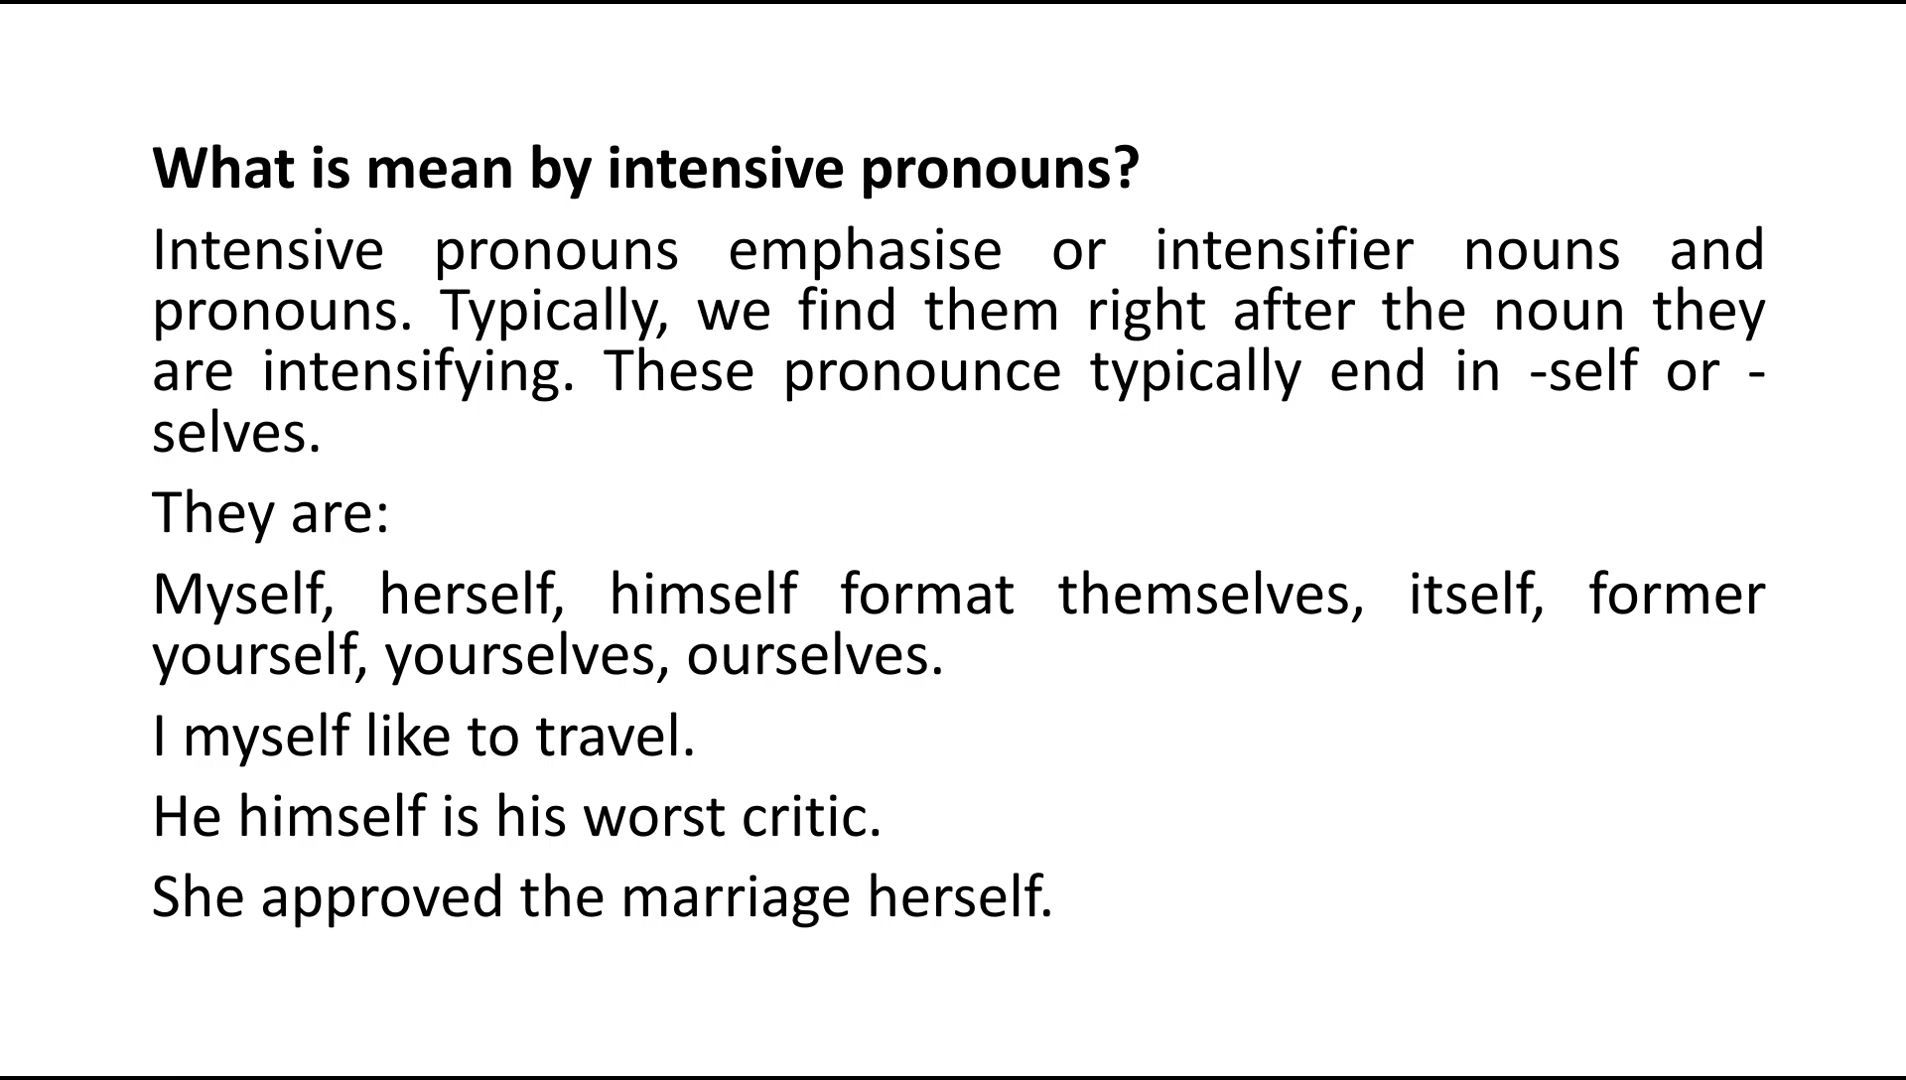 What is mean by intensive pronouns?
Intensive pronouns emphasise or intensifier nouns and
pronouns. Typically, we find them right after the noun they
are intensifying. These pronounce typically end in -self or -
selves.
They are:
Myself, herself, himself format themselves, itself, former
yourself, yourselves, ourselves.
I myself like to travel.
He himself is his worst critic.
She approved the marriage herself.